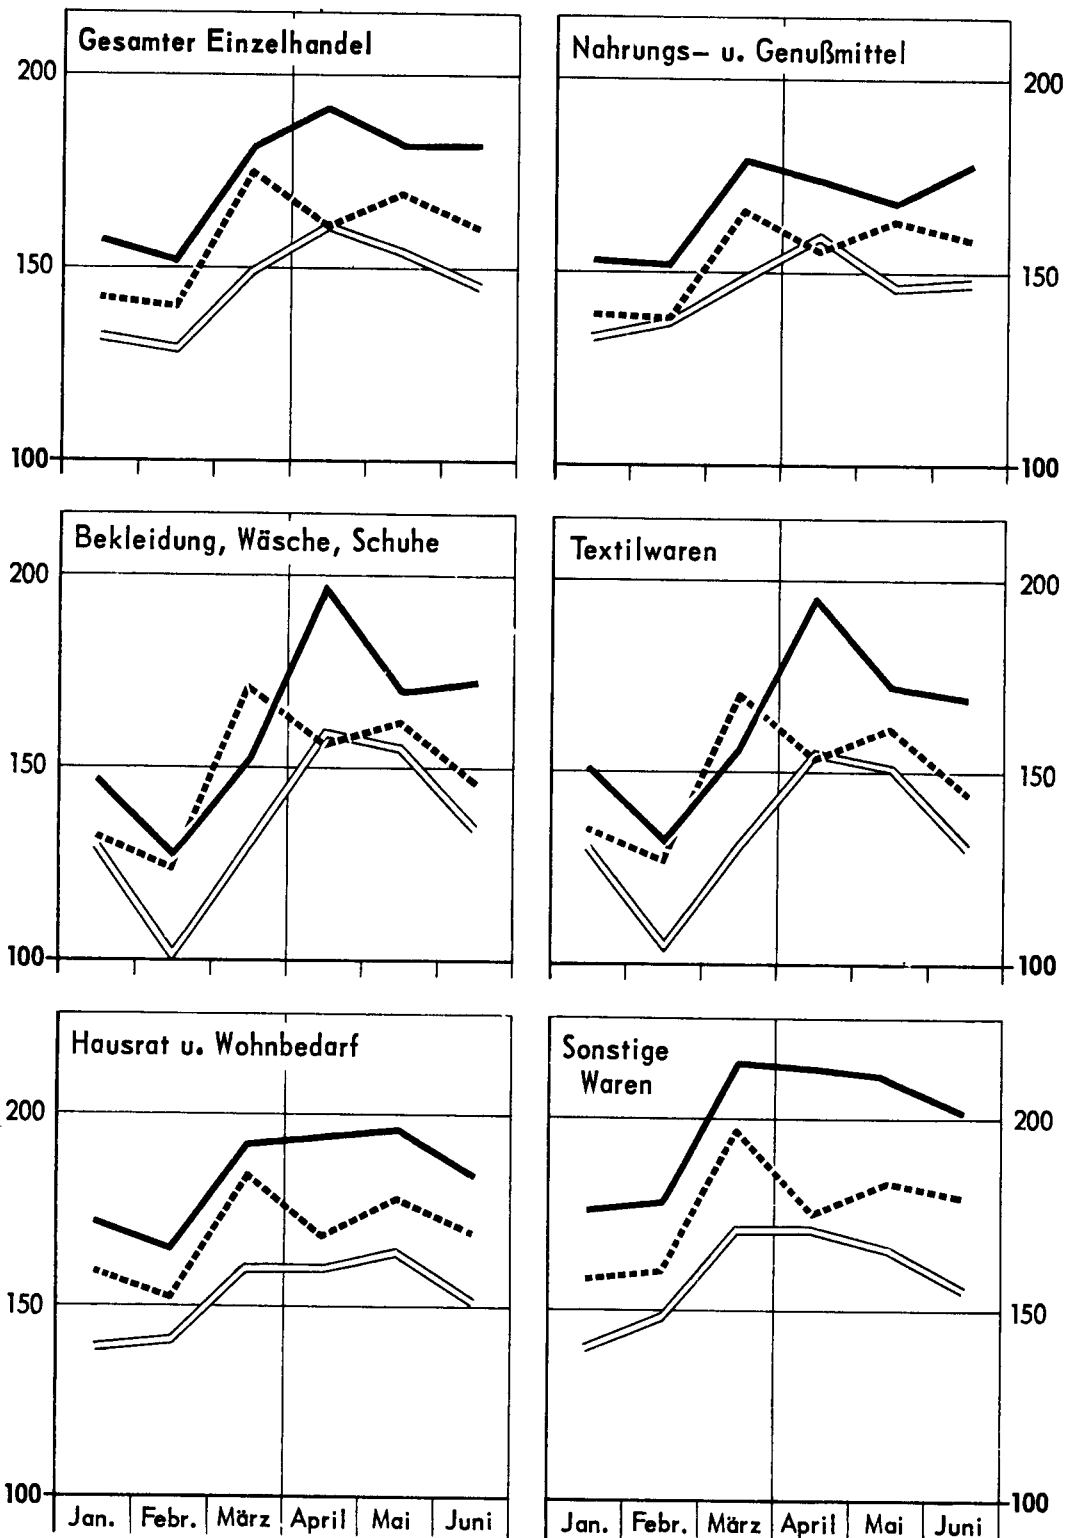 Gesamter Einzelhandel
200
150
100
Nahrungs- u. Genußmittel
200
150
100
Bekleidung, Wäsche, Schuhe
200
150
100
Textilwaren
200
150
100
Hausrat u. Wohnbedarf
200
150
100
Jan. Febr. März April Mai Juni
Sonstige
Waren
200
150
100
Jan. Febr. März April Mai Juni